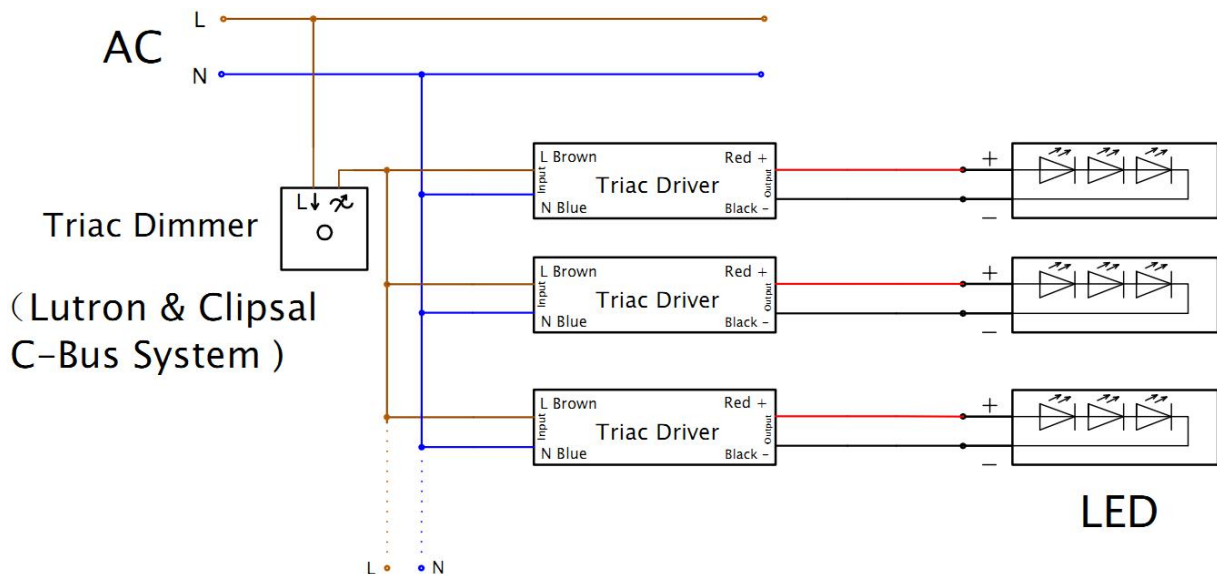 L
AC
N
L Brown
Red +
Input
Triac Driver
Output
N Blue
Black -
+
−
L
Triac Dimmer
(Lutron & Clipsal
C-Bus System )
L Brown
Red +
Input
Triac Driver
Output
N Blue
Black -
+
−
L Brown
Red +
Input
Triac Driver
Output
N Blue
Black -
+
−
LED
L
N